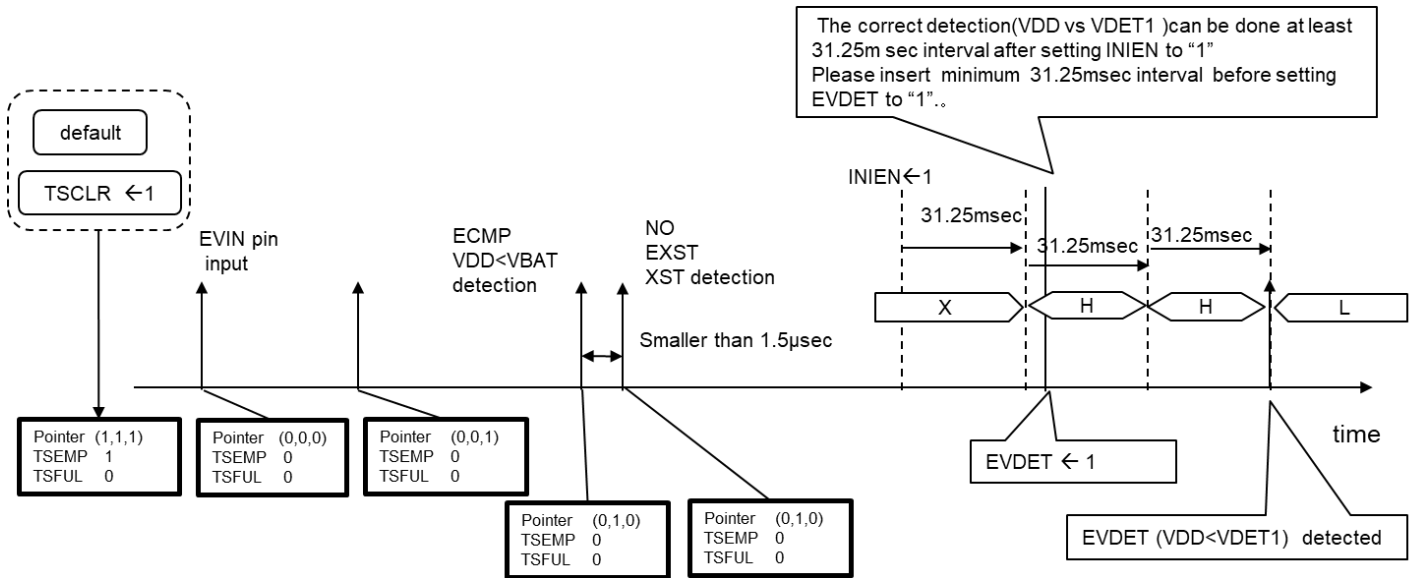 The correct detection(VDD vs VDET1 )can be done at least
31.25m sec interval after setting INIEN to “1”
Please insert minimum 31.25msec interval before setting
EVDET to “1”.。
default
TSCLR ←1
INIEN←1
31.25msec
31.25msec
31.25msec
EVIN pin
input
ECMP
VDD<VBAT
detection
NO
EXST
XST detection
X
H
H
L
Smaller than 1.5μsec
time
Pointer (1,1,1)
TSEMP 1
TSFUL 0
Pointer (0,0,0)
TSEMP 0
TSFUL 0
Pointer (0,0,1)
TSEMP 0
TSFUL 0
EVDET ← 1
Pointer (0,1,0)
TSEMP 0
TSFUL 0
Pointer (0,1,0)
TSEMP 0
TSFUL 0
EVDET (VDD<VDET1) detected